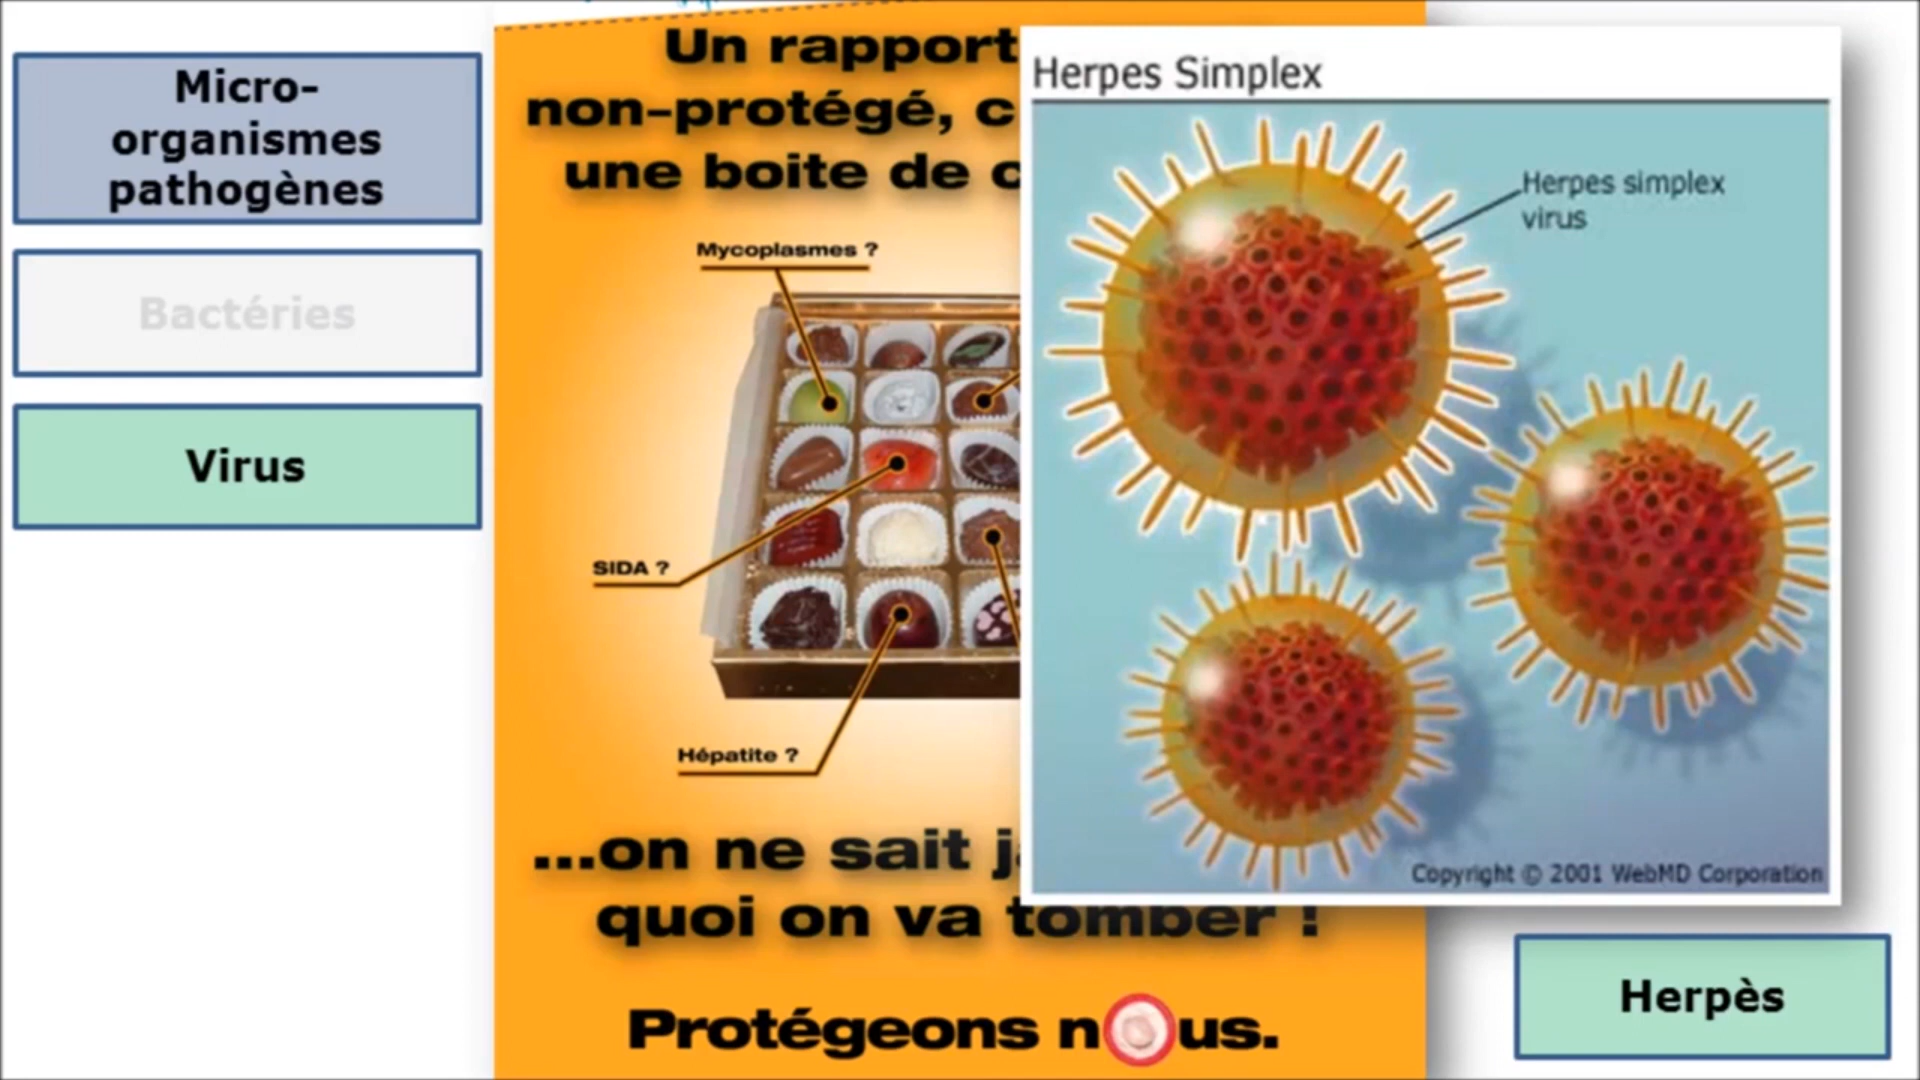 Micro-
organismes
pathogènes
Bactéries
Virus
Un rapport
non-protégé, c
une boite de c
Mycoplasmes ?
SIDA ?
Hépatite ?
...on ne sait j
quoi on va tomber !
Protégeons nous.
Herpes Simplex
Herpes simplex
virus
Copyright © 2001 WebMD Corporation
Herpès